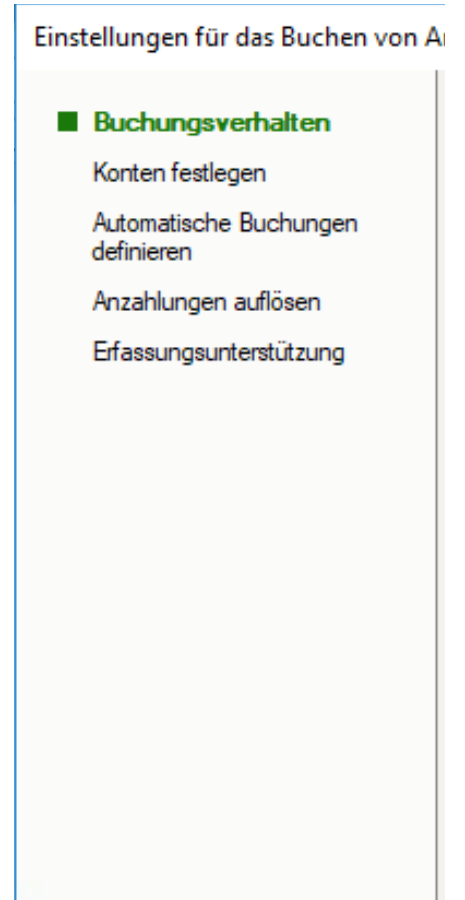 Einstellungen für das Buchen von
Buchungsverhalten
Konten festlegen
Automatische Buchungen
definieren
Anzahlungen auflösen
Erfassungsunterstützung